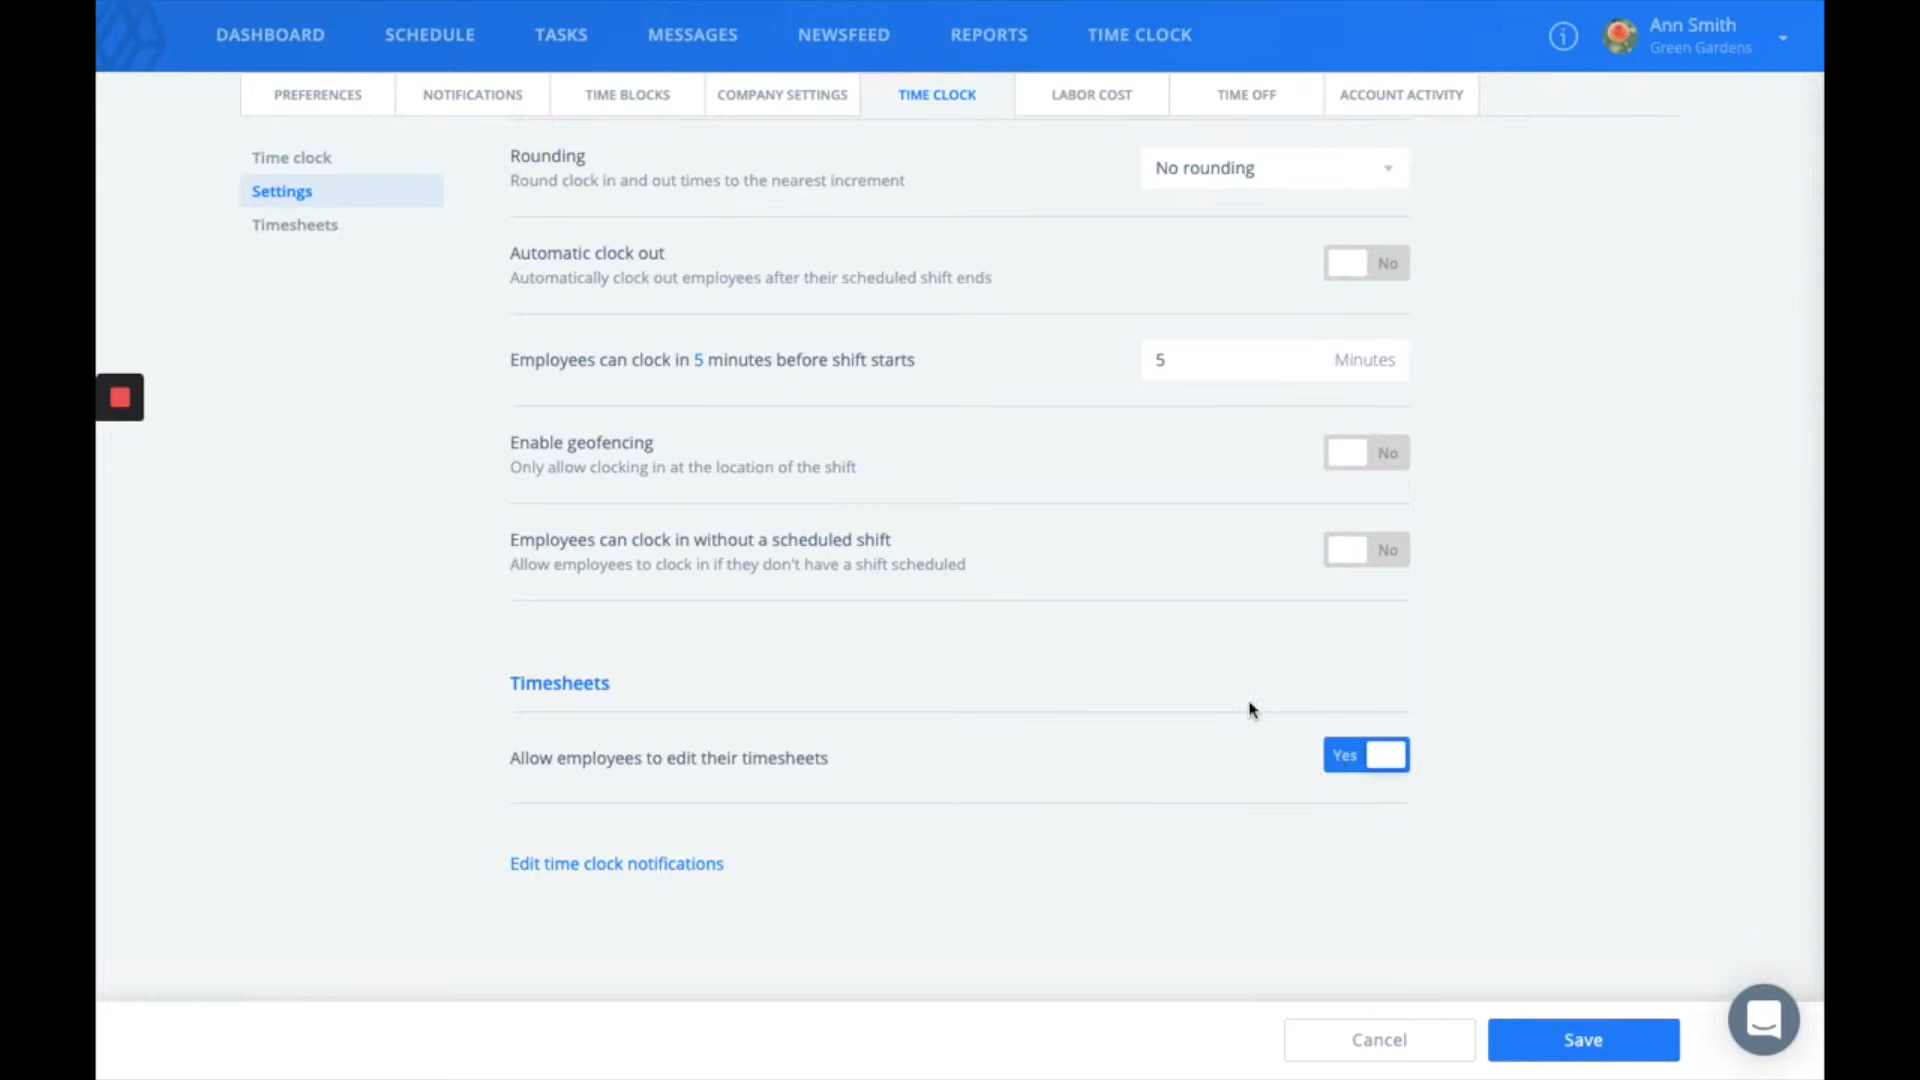 DASHBOARD SCHEDULE TASKS MESSAGES NEWSFEED REPORTS TIME CLOCK
Ann Smith
Green Gardens
PREFERENCES NOTIFICATIONS TIME BLOCKS COMPANY SETTINGS TIME CLOCK LABOR COST TIME OFF ACCOUNT ACTIVITY
Time clock
Settings
Timesheets
Rounding
Round clock in and out times to the nearest increment
No rounding
Automatic clock out
Automatically clock out employees after their scheduled shift ends
No
Employees can clock in 5 minutes before shift starts
5 Minutes
Enable geofencing
Only allow clocking in at the location of the shift
No
Employees can clock in without a scheduled shift
Allow employees to clock in if they don't have a shift scheduled
No
Timesheets
Allow employees to edit their timesheets
Yes
Edit time clock notifications
Cancel Save